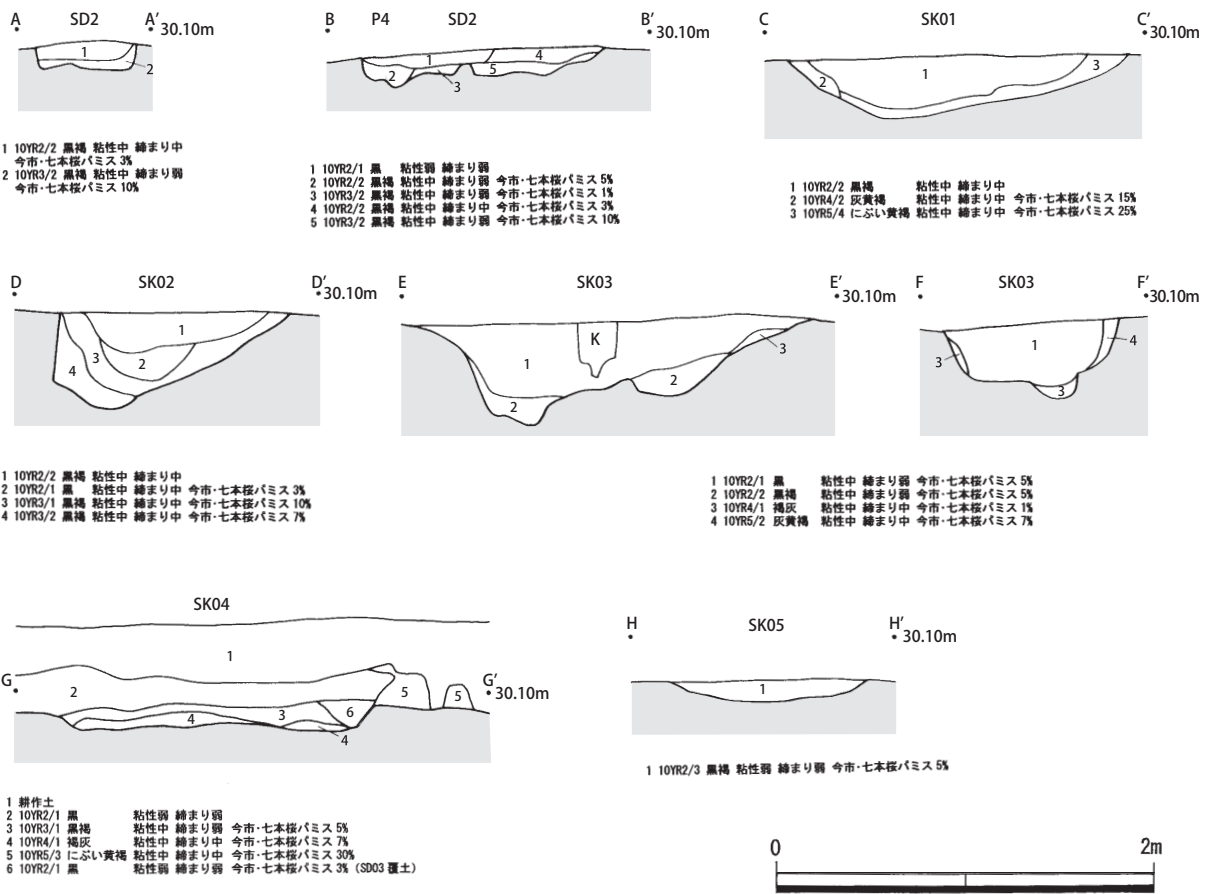 A SD2 A′ 30.10m
1
2
1 10YR2/2 黒褐 粘性中 締まり中
今市・七本桜パミス 3%
2 10YR3/2 黒褐 粘性中 締まり弱
今市・七本桜パミス 10%
B P4 SD2 B′ 30.10m
1 4
2 5
3
1 10YR2/1 黒 粘性弱 締まり弱
2 10YR2/2 黒褐 粘性中 締まり弱 今市・七本桜パミス 5%
3 10YR3/2 黒褐 粘性中 締まり弱 今市・七本桜パミス 1%
4 10YR2/2 黒褐 粘性中 締まり中 今市・七本桜パミス 3%
5 10YR3/2 黒褐 粘性中 締まり弱 今市・七本桜パミス 10%
C SK01 C′ 30.10m
1 3
2
1 10YR2/2 黒褐 粘性中 締まり中
2 10YR4/2 灰黄褐 粘性中 締まり中 今市・七本桜パミス 15%
3 10YR5/4 にぶい黄褐 粘性中 締まり中 今市・七本桜パミス 25%
D SK02 D′ 30.10m
1
3 2
4
1 10YR2/2 黒褐 粘性中 締まり中
2 10YR2/1 黒 粘性中 締まり中 今市・七本桜パミス 3%
3 10YR3/1 黒褐 粘性中 締まり中 今市・七本桜パミス 10%
4 10YR3/2 黒褐 粘性中 締まり中 今市・七本桜パミス 7%
E SK03 E′ 30.10m
K
1 3
2 2
F SK03 F′ 30.10m
1 4
3
3
1 10YR2/1 黒 粘性中 締まり弱 今市・七本桜パミス 5%
2 10YR2/2 黒褐 粘性中 締まり弱 今市・七本桜パミス 5%
3 10YR4/1 褐灰 粘性中 締まり中 今市・七本桜パミス 1%
4 10YR5/2 灰黄褐 粘性中 締まり中 今市・七本桜パミス 7%
SK04
1
G 2 5 5 G′ 30.10m
4 3 6
4
1 耕作土
2 10YR2/1 黒 粘性弱 締まり弱
3 10YR3/1 黒褐 粘性中 締まり弱 今市・七本桜パミス 5%
4 10YR4/1 褐灰 粘性中 締まり中 今市・七本桜パミス 7%
5 10YR5/3 にぶい黄褐 粘性中 締まり中 今市・七本桜パミス 30%
6 10YR2/1 黒 粘性弱 締まり弱 今市・七本桜パミス 3% (SD03 覆土)
H SK05 H′ 30.10m
1
1 10YR2/3 黒褐 粘性弱 締まり弱 今市・七本桜パミス 5%
0 2m